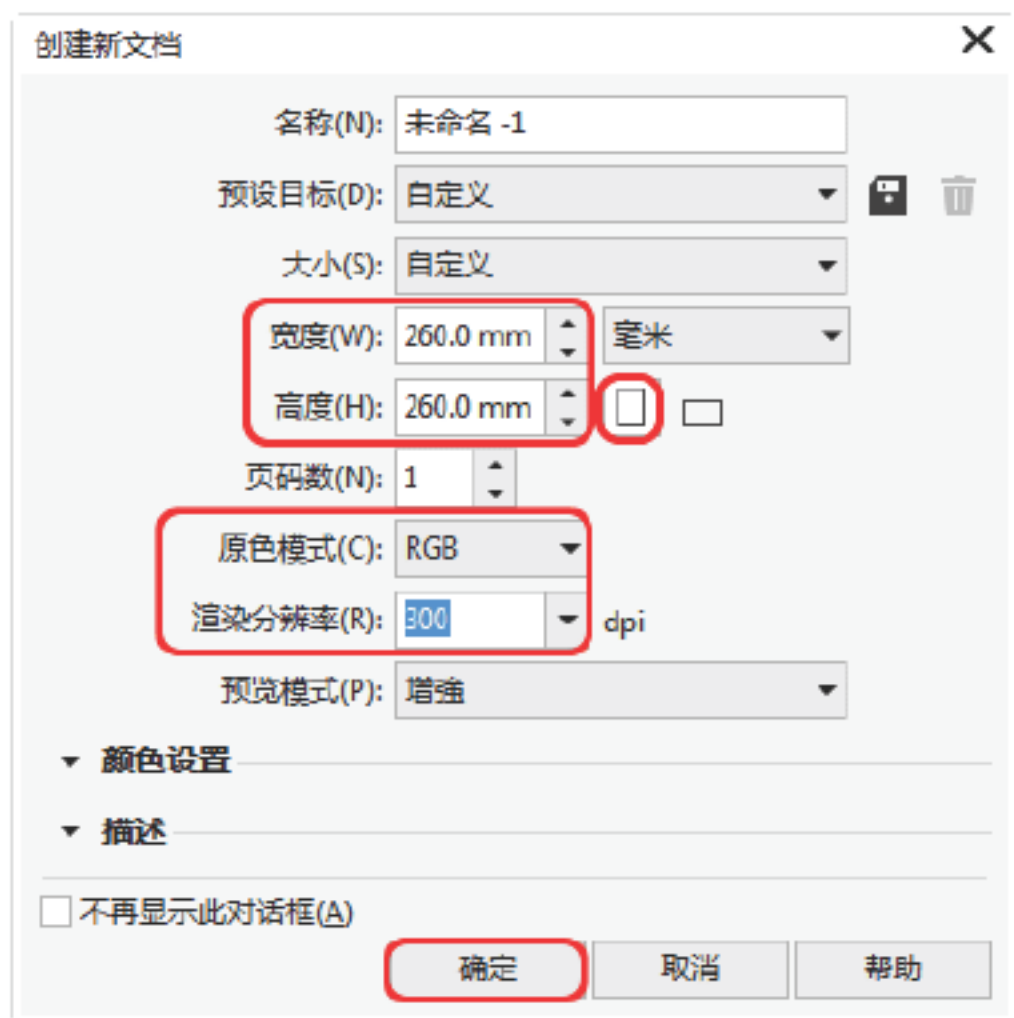 创建新文档
名称(N): 未命名 -1
预设目标(D): 自定义
大小(S): 自定义
宽度(W): 260.0 mm 毫米
高度(H): 260.0 mm
页码数(N): 1
原色模式(C): RGB
渲染分辨率(R): 300 dpi
预览模式(P): 增強
颜色设置
描述
不再显示此对话框(A)
确定 取消 帮助